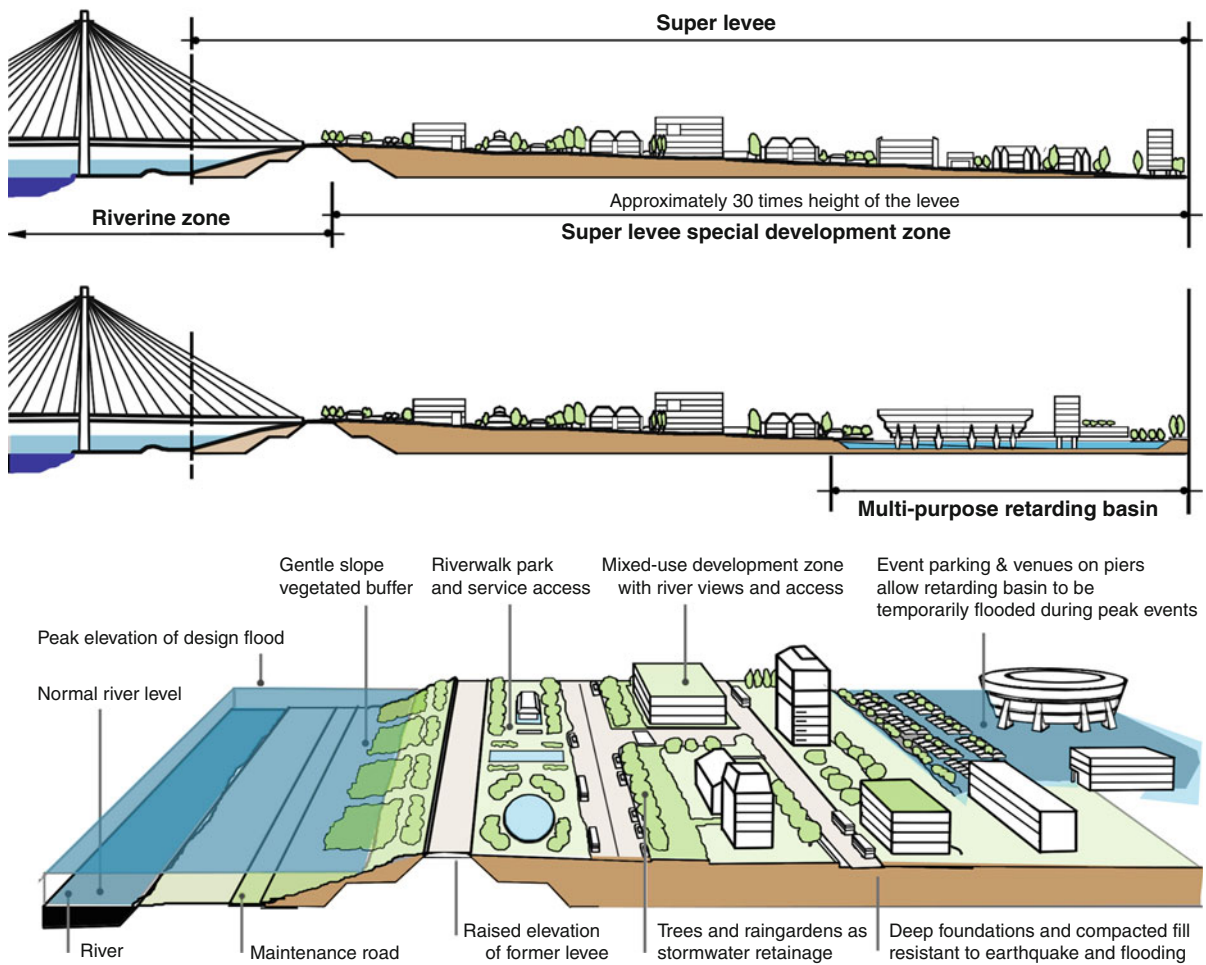 Super levee
Approximately 30 times height of the levee
Riverine zone
Super levee special development zone
Multi-purpose retarding basin
Gentle slope
vegetated buffer
Riverwalk park
and service access
Mixed-use development zone
with river views and access
Event parking & venues on piers
allow retarding basin to be
temporarily flooded during peak events
Peak elevation of design flood
Normal river level
River
Maintenance road
Raised elevation
of former levee
Trees and raingardens as
stormwater retainage
Deep foundations and compacted fill
resistant to earthquake and flooding